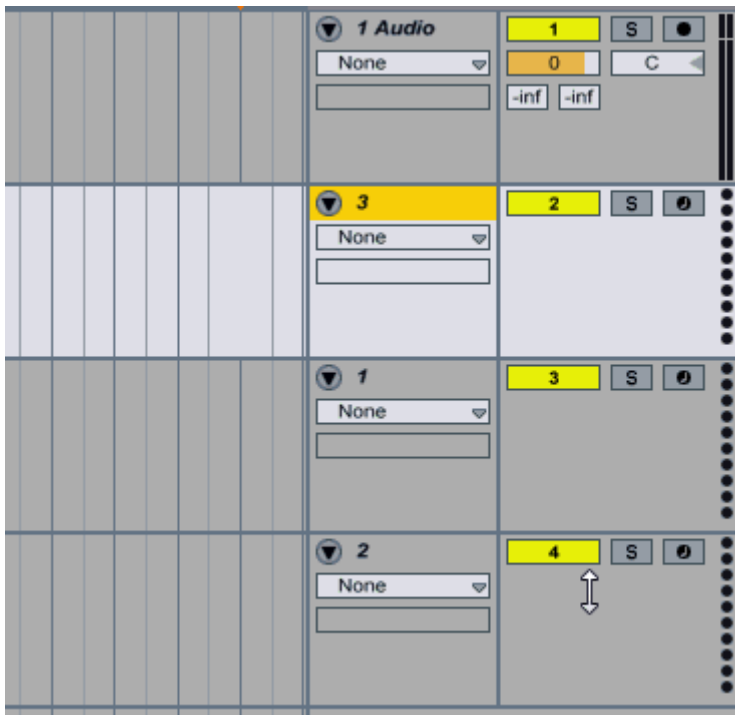 1 Audio 1 S
None 0 C
-inf -inf
3 2 S
None
1 3 S
None
2 4 S
None